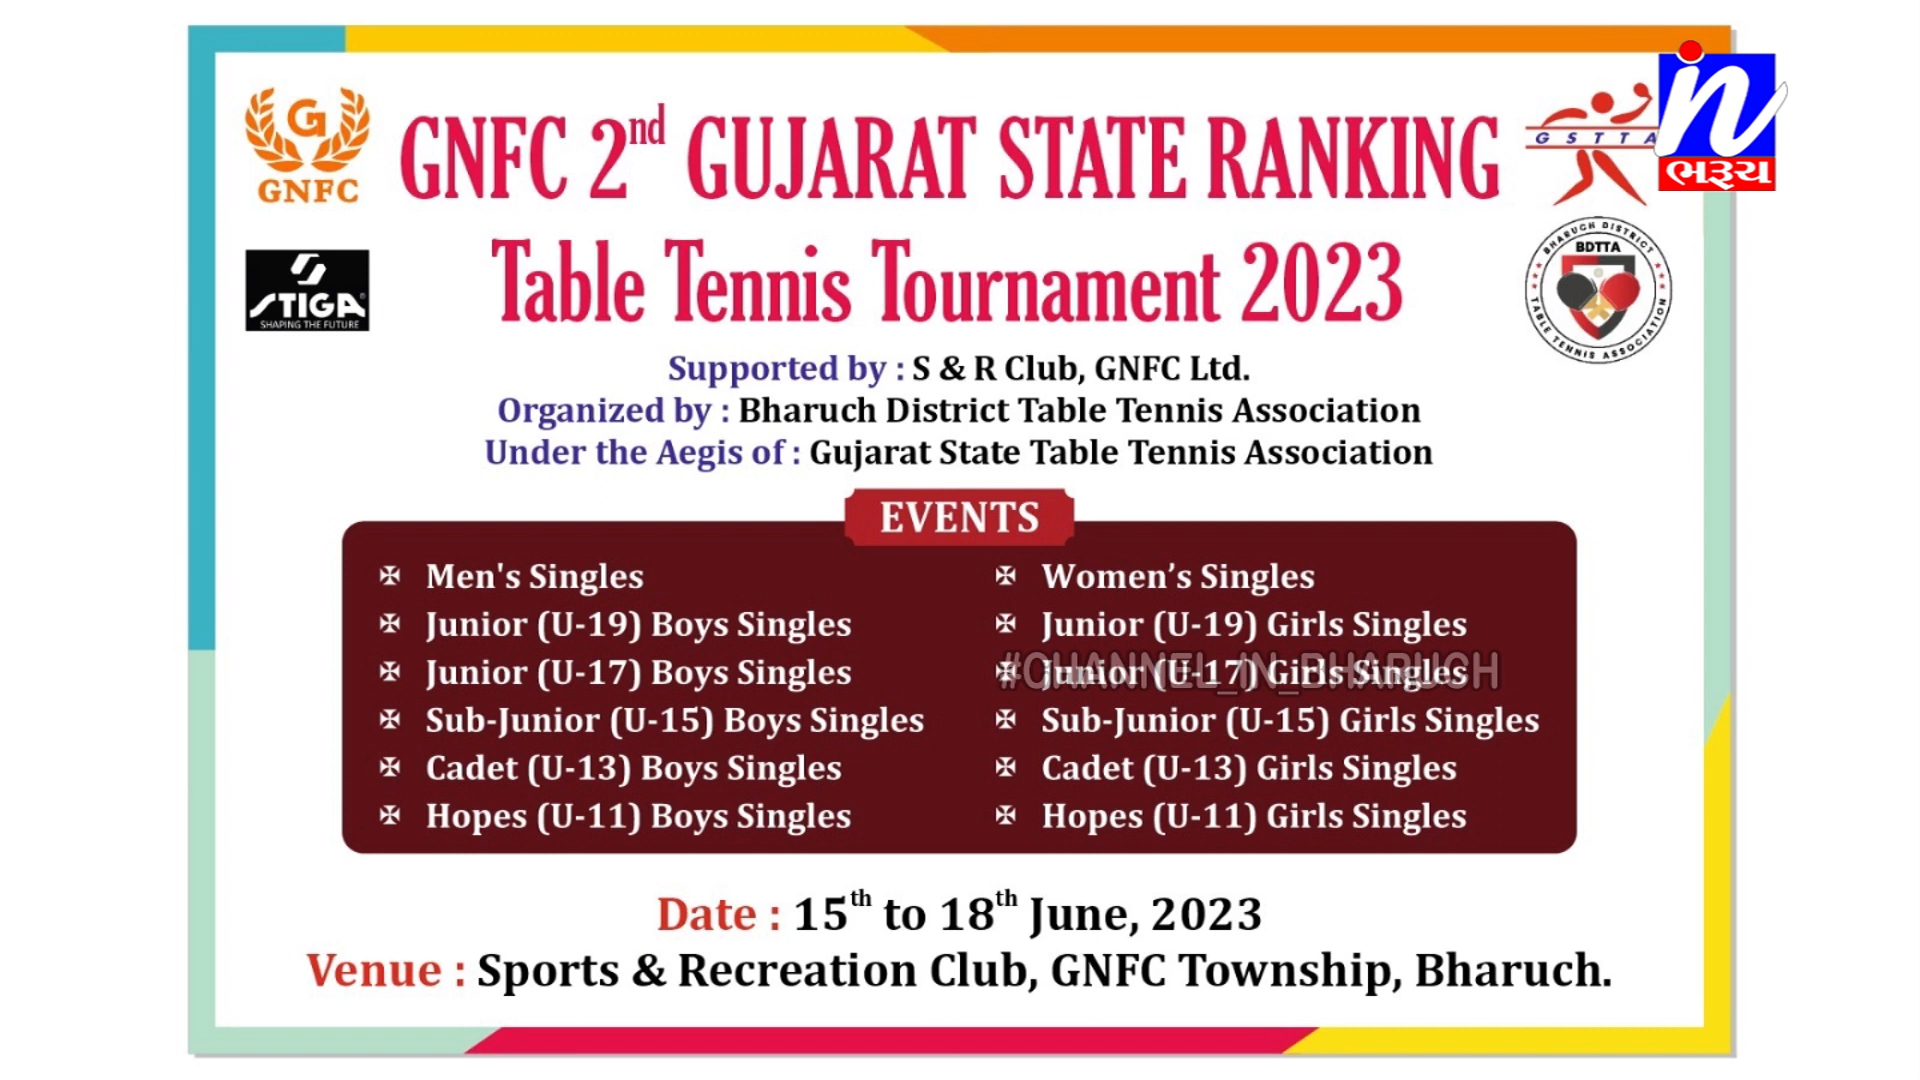 G
GNFC
GNFC 2nd GUJARAT STATE RANKING
GSTTA
in
ભરૂચ
STIGA®
SHAPING THE FUTURE
Table Tennis Tournament 2023
BHARUCH DISTRICT
BDTTA
TABLE TENNIS ASSOCIATION
Supported by : S & R Club, GNFC Ltd.
Organized by : Bharuch District Table Tennis Association
Under the Aegis of : Gujarat State Table Tennis Association
EVENTS
✠ Men's Singles
✠ Junior (U-19) Boys Singles
✠ Junior (U-17) Boys Singles
✠ Sub-Junior (U-15) Boys Singles
✠ Cadet (U-13) Boys Singles
✠ Hopes (U-11) Boys Singles
✠ Women’s Singles
✠ Junior (U-19) Girls Singles
✠ Junior (U-17) Girls Singles
#CHANNEL_IN_BHARUCH
✠ Sub-Junior (U-15) Girls Singles
✠ Cadet (U-13) Girls Singles
✠ Hopes (U-11) Girls Singles
Date : 15th to 18th June, 2023
Venue : Sports & Recreation Club, GNFC Township, Bharuch.